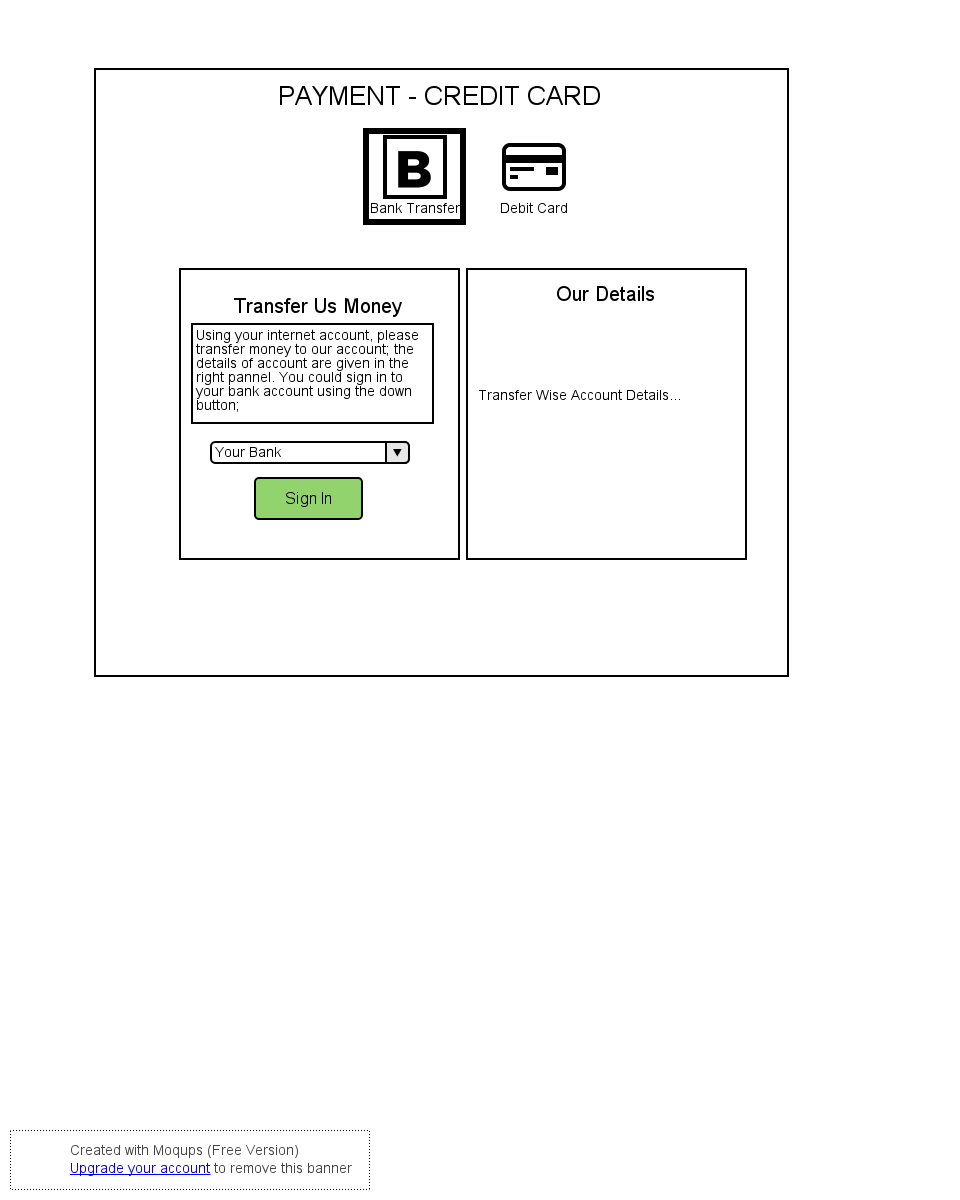 PAYMENT - CREDIT CARD
B
Bank Transfer
Debit Card
Transfer Us Money
Using your internet account, please
transfer money to our account; the
details of account are given in the
right pannel. You could sign in to
your bank account using the down
button;
Your Bank
Sign In
Our Details
Transfer Wise Account Details...
Created with Moqups (Free Version)
Upgrade your account to remove this banner